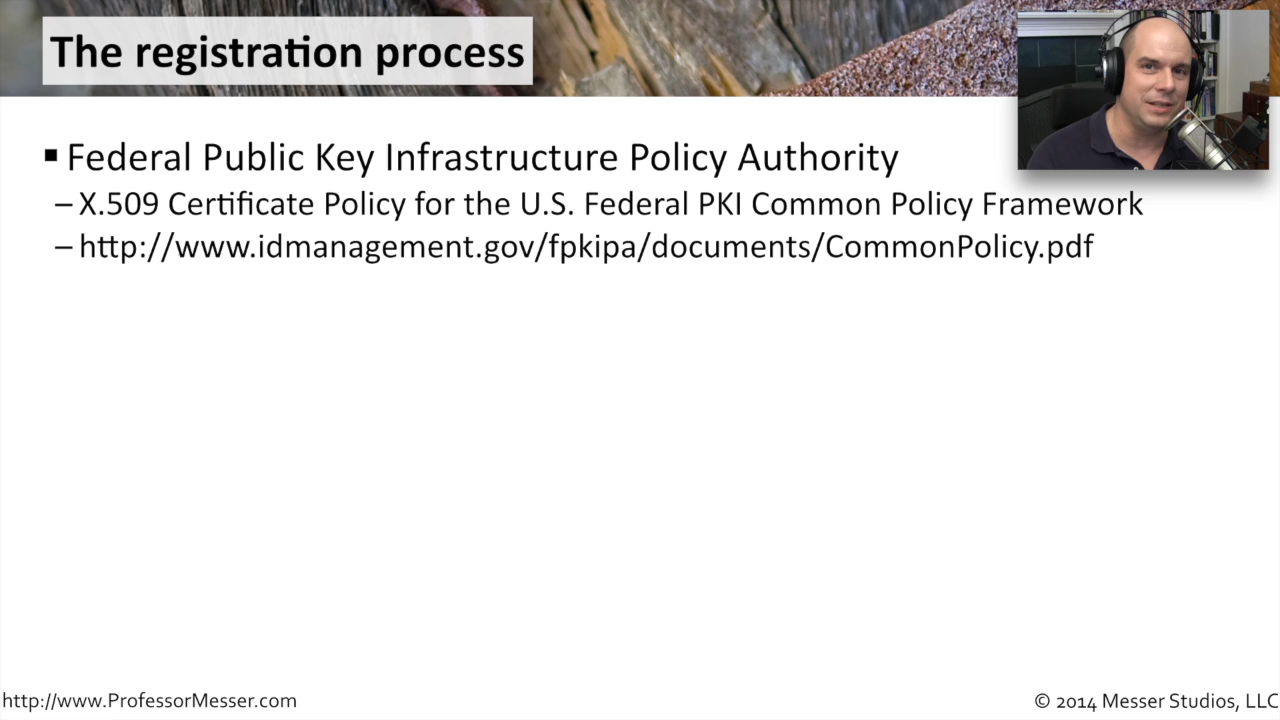 The registration process
▪ Federal Public Key Infrastructure Policy Authority
– X.509 Certificate Policy for the U.S. Federal PKI Common Policy Framework
– http://www.idmanagement.gov/fpkipa/documents/CommonPolicy.pdf
http://www.ProfessorMesser.com
© 2014 Messer Studios, LLC